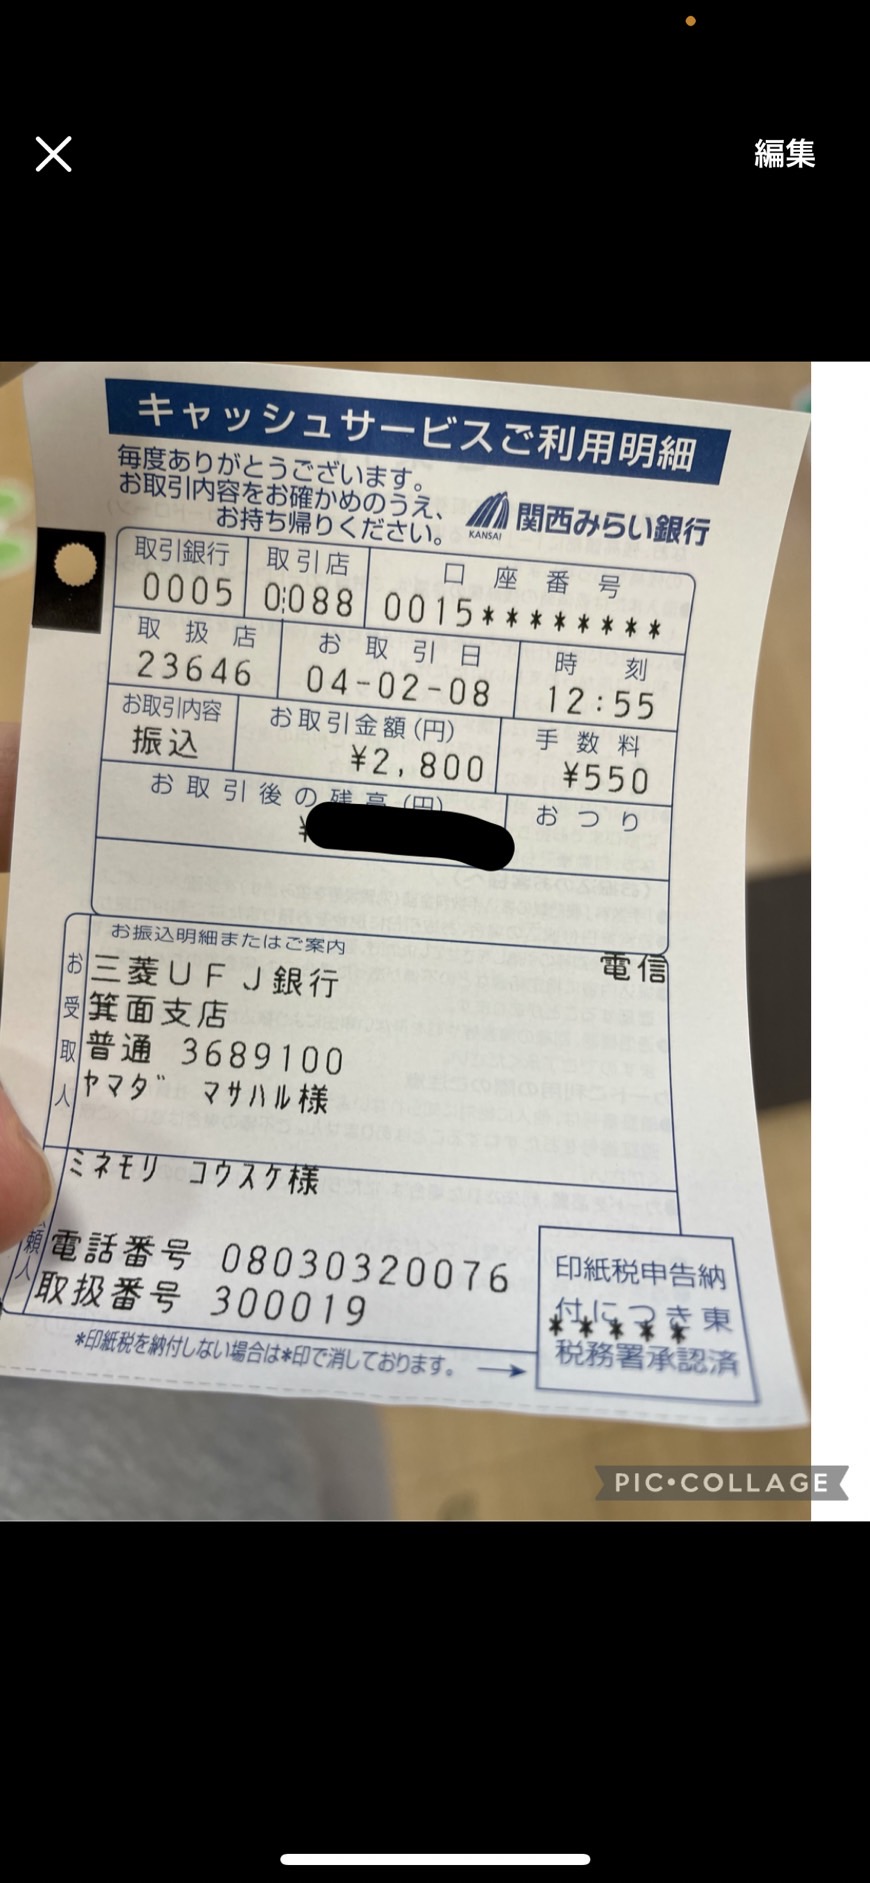 編集
キャッシュサービスご利用明細
毎度ありがとうございます。
お取引内容をお確かめのうえ、
お持ち帰りください。
KANSAI
関西みらい銀行
取引銀行 取引店 口座番号
0005 0088 0015********
取扱店 お取引日 時刻
23646 04-02-08 12:55
お取引内容 お取引金額(円) 手数料
振込 ¥2,800 ¥550
お取引後の残高(円) おつり
¥
お振込明細またはご案内
電信
お受取人
三菱UFJ銀行
箕面支店
普通 3689100
ヤマダ マサハル様
ミネモリ コウスケ様
頼人
電話番号 08030320076
取扱番号 300019
印紙税申告納
付につき東
*****
税務署承認済
*印紙税を納付しない場合は*印で消しております。
PIC•COLLAGE